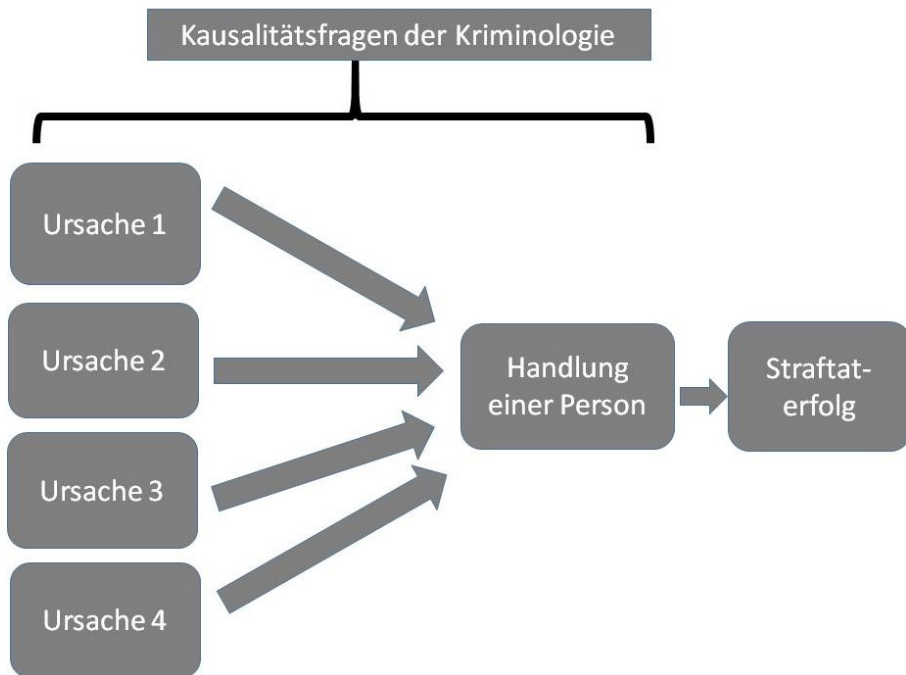 Kausalitätsfragen der Kriminologie
Ursache 1
Ursache 2
Ursache 3
Ursache 4
Handlung
einer Person
Straftat-
erfolg